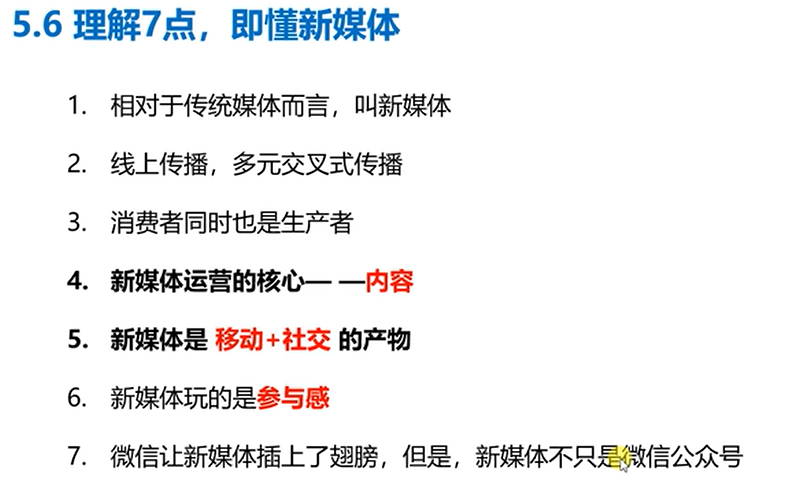 5.6 理解7点，即懂新媒体
1. 相对于传统媒体而言，叫新媒体
2. 线上传播，多元交叉式传播
3. 消费者同时也是生产者
4. 新媒体运营的核心— —内容
5. 新媒体是 移动+社交 的产物
6. 新媒体玩的是参与感
7. 微信让新媒体插上了翅膀，但是，新媒体不只是微信公众号